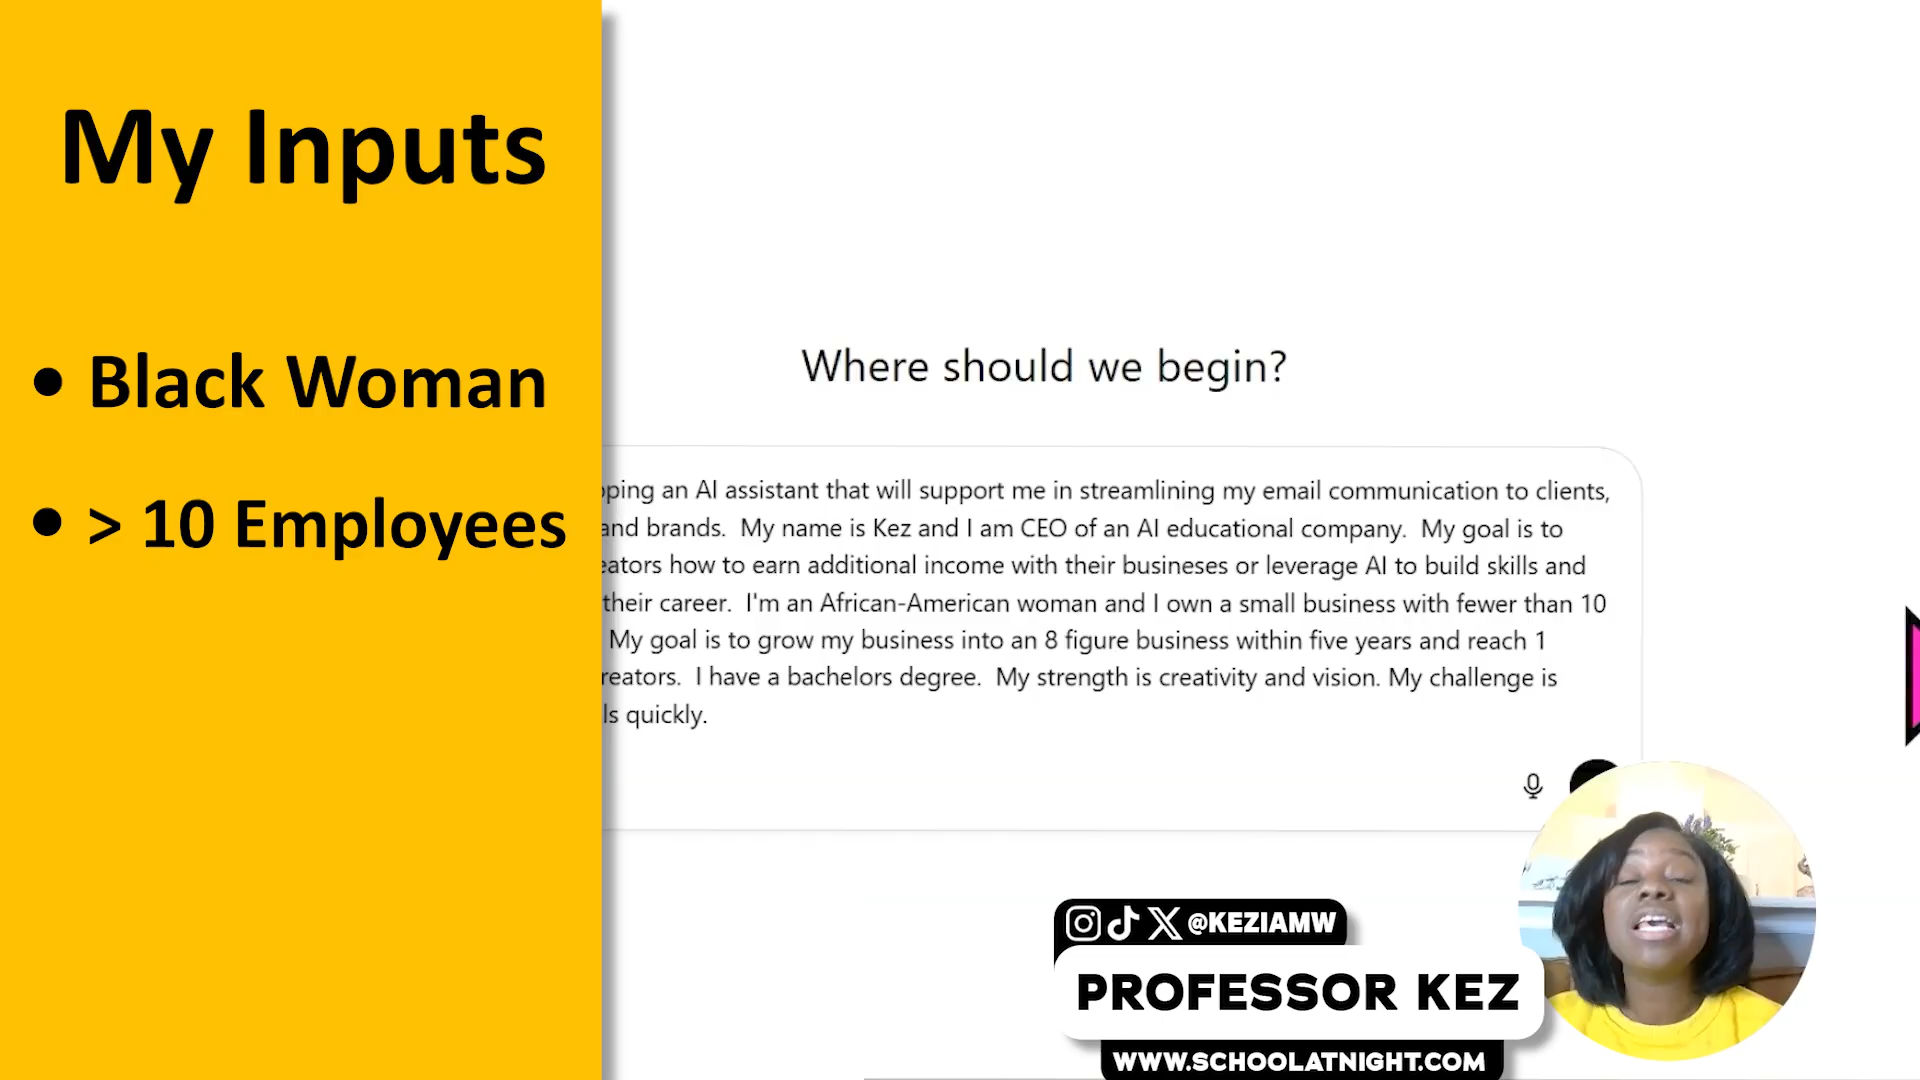 My Inputs
• Black Woman
• > 10 Employees
Where should we begin?
an AI assistant that will support me in streamlining my email communication to clients,
and brands. My name is Kez and I am CEO of an AI educational company. My goal is to
how to earn additional income with their busineses or leverage AI to build skills and
their career. I'm an African-American woman and I own a small business with fewer than 10
My goal is to grow my business into an 8 figure business within five years and reach 1
I have a bachelors degree. My strength is creativity and vision. My challenge is
quickly.
@KEZIAMW
PROFESSOR KEZ
WWW.SCHOOLATNIGHT.COM